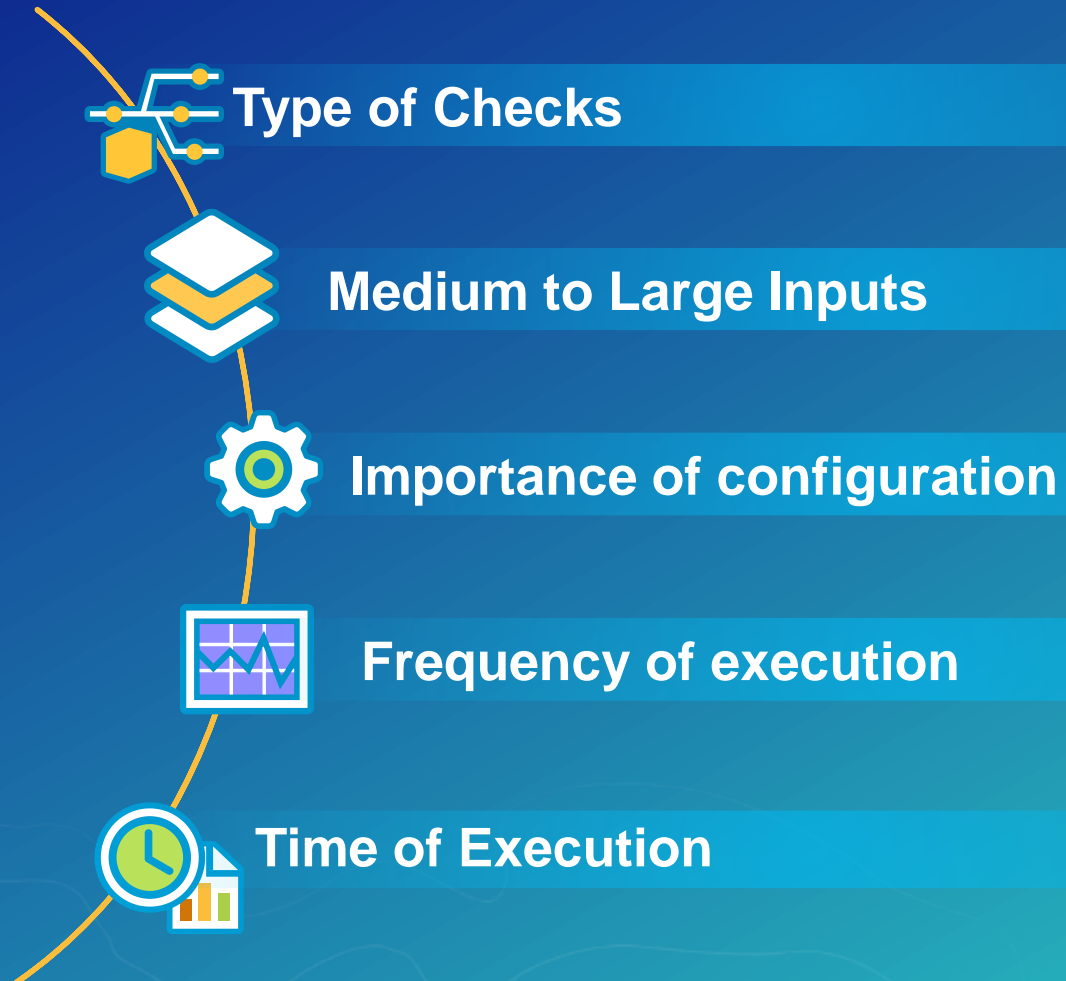 Type of Checks
Medium to Large Inputs
Importance of configuration
Frequency of execution
Time of Execution